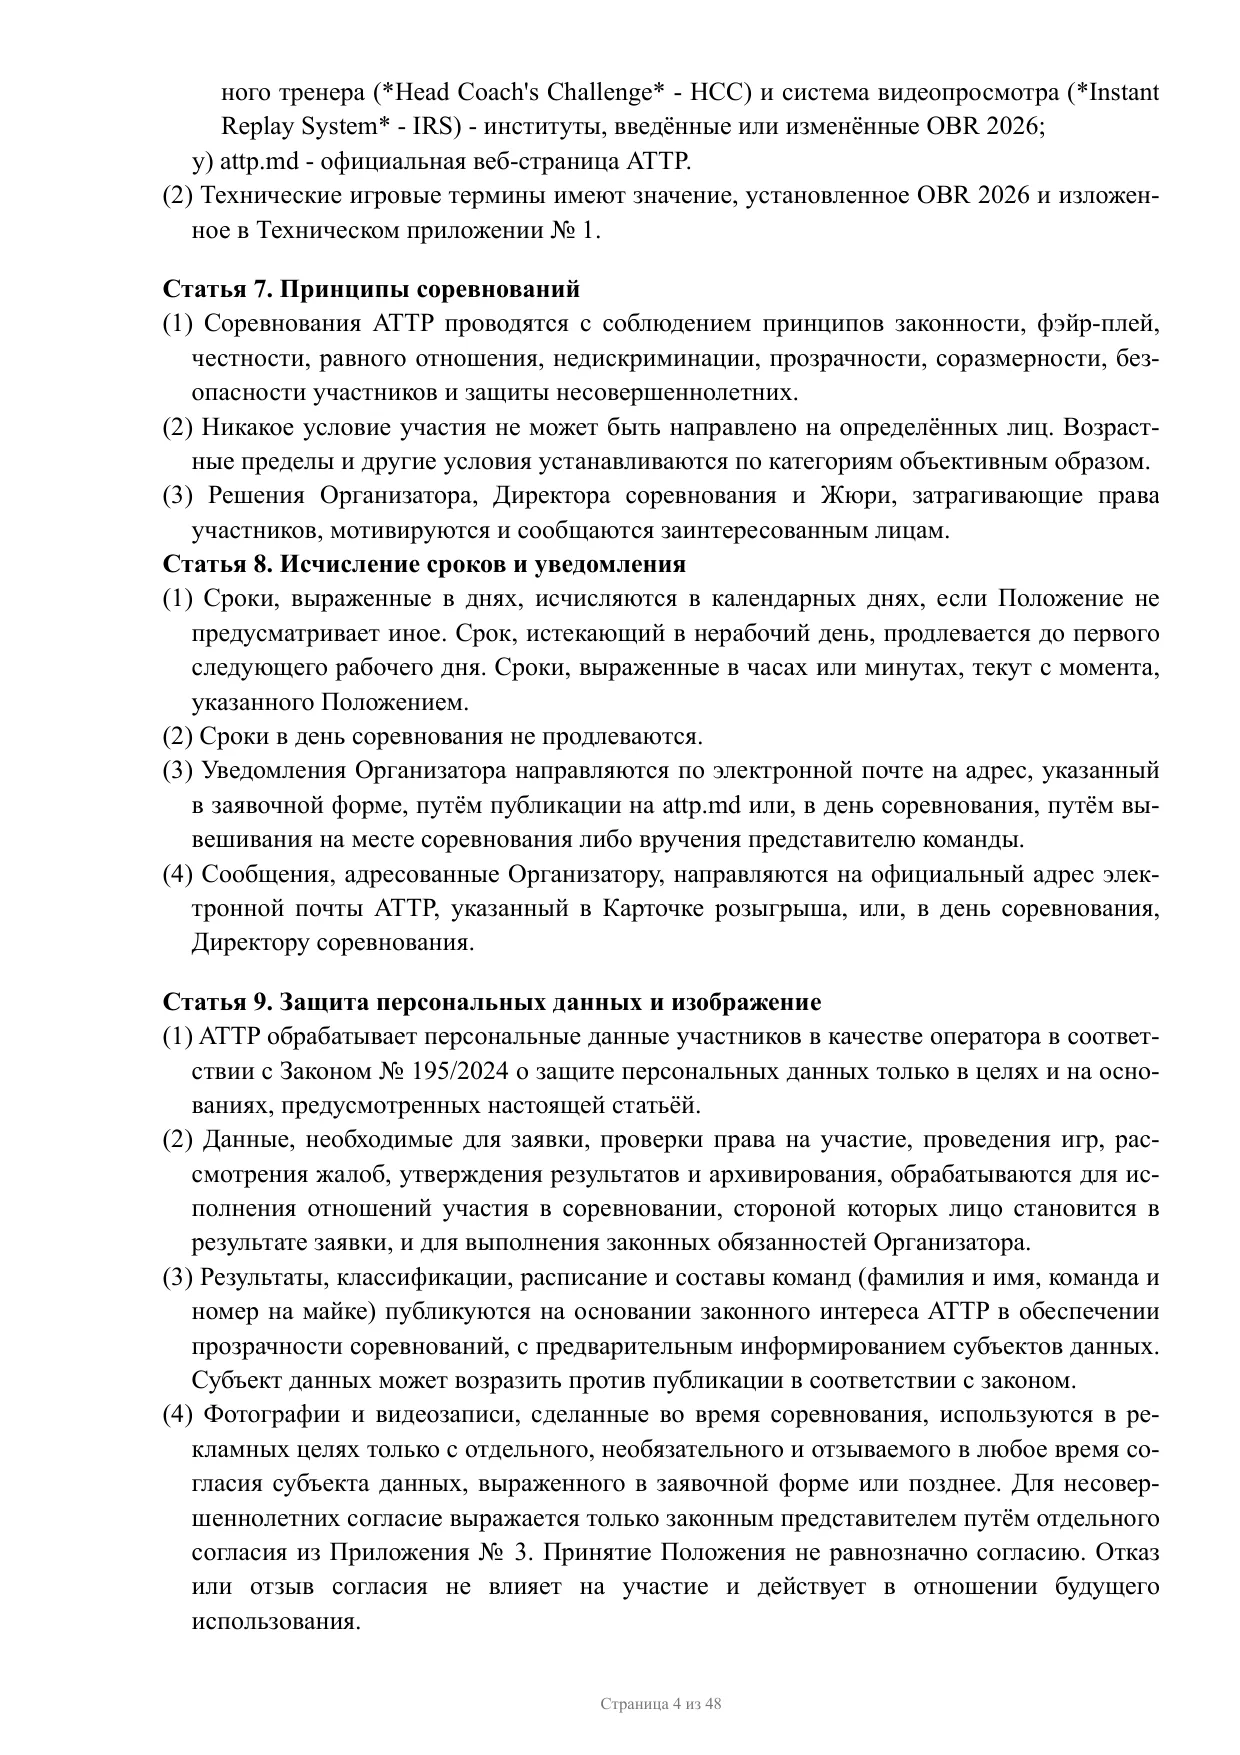 ного тренера (*Head Coach's Challenge* - HCC) и система видеопросмотра (*Instant
Replay System* - IRS) - институты, введённые или изменённые OBR 2026;
у) attp.md - официальная веб-страница АТТР.
(2) Технические игровые термины имеют значение, установленное OBR 2026 и изложен-
ное в Техническом приложении № 1.
Статья 7. Принципы соревнований
(1) Соревнования АТТР проводятся с соблюдением принципов законности, фэйр-плей,
честности, равного отношения, недискриминации, прозрачности, соразмерности, без-
опасности участников и защиты несовершеннолетних.
(2) Никакое условие участия не может быть направлено на определённых лиц. Возраст-
ные пределы и другие условия устанавливаются по категориям объективным образом.
(3) Решения Организатора, Директора соревнования и Жюри, затрагивающие права
участников, мотивируются и сообщаются заинтересованным лицам.
Статья 8. Исчисление сроков и уведомления
(1) Сроки, выраженные в днях, исчисляются в календарных днях, если Положение не
предусматривает иное. Срок, истекающий в нерабочий день, продлевается до первого
следующего рабочего дня. Сроки, выраженные в часах или минутах, текут с момента,
указанного Положением.
(2) Сроки в день соревнования не продлеваются.
(3) Уведомления Организатора направляются по электронной почте на адрес, указанный
в заявочной форме, путём публикации на attp.md или, в день соревнования, путём вы-
вешивания на месте соревнования либо вручения представителю команды.
(4) Сообщения, адресованные Организатору, направляются на официальный адрес элек-
тронной почты АТТР, указанный в Карточке розыгрыша, или, в день соревнования,
Директору соревнования.
Статья 9. Защита персональных данных и изображение
(1) АТТР обрабатывает персональные данные участников в качестве оператора в соответ-
ствии с Законом № 195/2024 о защите персональных данных только в целях и на осно-
ваниях, предусмотренных настоящей статьёй.
(2) Данные, необходимые для заявки, проверки права на участие, проведения игр, рас-
смотрения жалоб, утверждения результатов и архивирования, обрабатываются для ис-
полнения отношений участия в соревновании, стороной которых лицо становится в
результате заявки, и для выполнения законных обязанностей Организатора.
(3) Результаты, классификации, расписание и составы команд (фамилия и имя, команда и
номер на майке) публикуются на основании законного интереса АТТР в обеспечении
прозрачности соревнований, с предварительным информированием субъектов данных.
Субъект данных может возразить против публикации в соответствии с законом.
(4) Фотографии и видеозаписи, сделанные во время соревнования, используются в ре-
кламных целях только с отдельного, необязательного и отзываемого в любое время со-
гласия субъекта данных, выраженного в заявочной форме или позднее. Для несовер-
шеннолетних согласие выражается только законным представителем путём отдельного
согласия из Приложения № 3. Принятие Положения не равнозначно согласию. Отказ
или отзыв согласия не влияет на участие и действует в отношении будущего
использования.
Страница 4 из 48